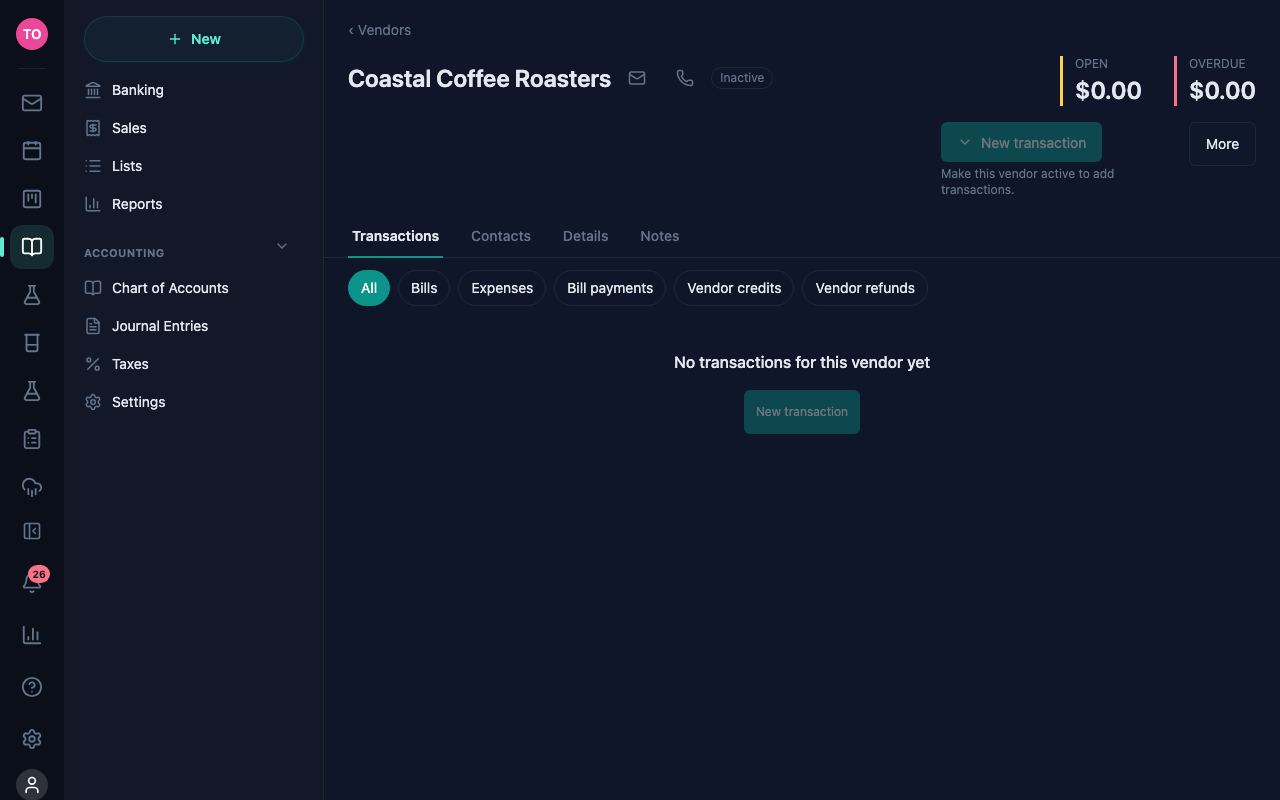 TO
26
New
Banking
Sales
Lists
Reports
ACCOUNTING
Chart of Accounts
Journal Entries
Taxes
Settings
‹ Vendors
Coastal Coffee Roasters
Inactive
OPEN
$0.00
OVERDUE
$0.00
New transaction
More
Make this vendor active to add
transactions.
Transactions Contacts Details Notes
All Bills Expenses Bill payments Vendor credits Vendor refunds
No transactions for this vendor yet
New transaction